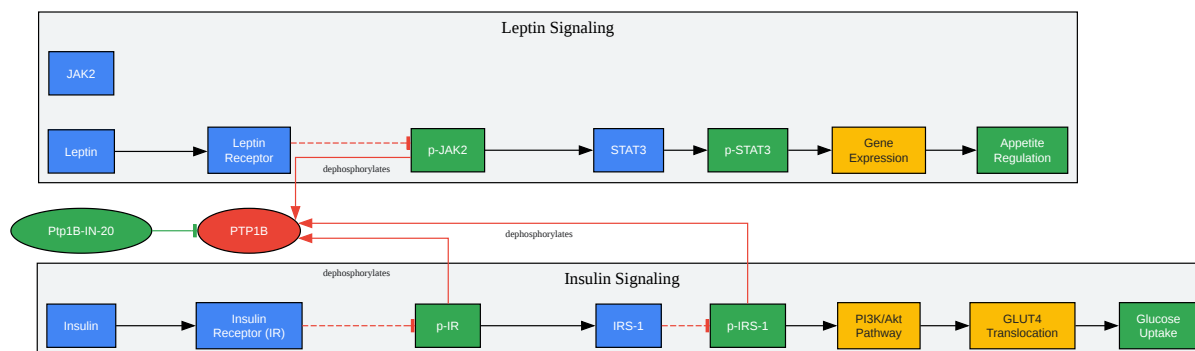 Leptin Signaling
JAK2
Leptin
Leptin
Receptor
p-JAK2
STAT3
p-STAT3
Gene
Expression
Appetite
Regulation
dephosphorylates
Ptp1B-IN-20
PTP1B
dephosphorylates
dephosphorylates
Insulin Signaling
Insulin
Insulin
Receptor (IR)
p-IR
IRS-1
p-IRS-1
PI3K/Akt
Pathway
GLUT4
Translocation
Glucose
Uptake